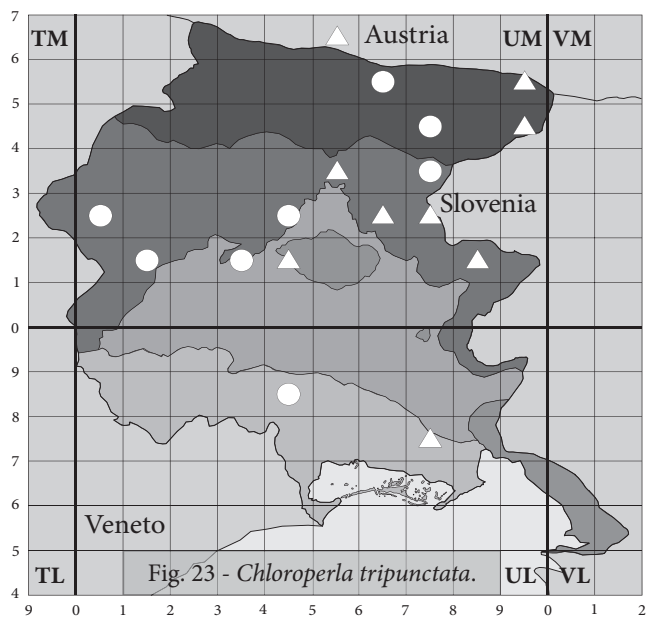 7
TM Austria UM VM
6
5
4
3
Slovenia
2
1
0
9
8
7
6
Veneto
5
TL Fig. 23 - Chloroperla tripunctata. UL VL
4
9 0 1 2 3 4 5 6 7 8 9 0 1 2